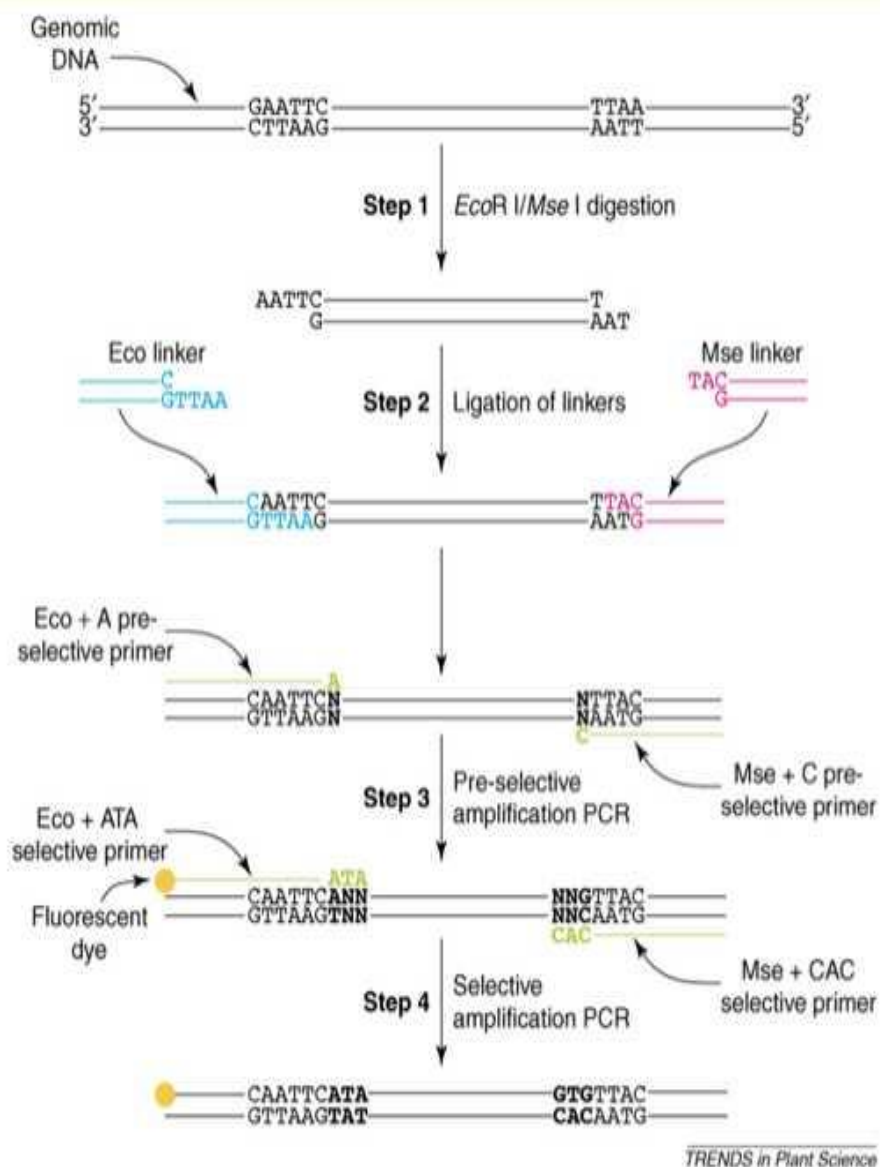 Genomic
DNA
5′ GAATTC TTAA 3′
3′ CTTAAG AATT 5′
Step 1 EcoR I/Mse I digestion
AATTC T
G AAT
Eco linker
C
GTTAA
Mse linker
TAC
G
Step 2 Ligation of linkers
CAATTC TTAC
GTTAAG AATG
Eco + A pre-
selective primer
A
CAATTCN NTTAC
GTTAAGN NAATG
C
Mse + C pre-
selective primer
Step 3 Pre-selective
amplification PCR
Eco + ATA
selective primer
ATA
CAATTCANN NNGTTAC
GTTAAGTNN NNCAATG
CAC
Fluorescent
dye
Mse + CAC
selective primer
Step 4 Selective
amplification PCR
CAATTCATA GTGTTAC
GTTAAGTAT CACAATG
TRENDS in Plant Science